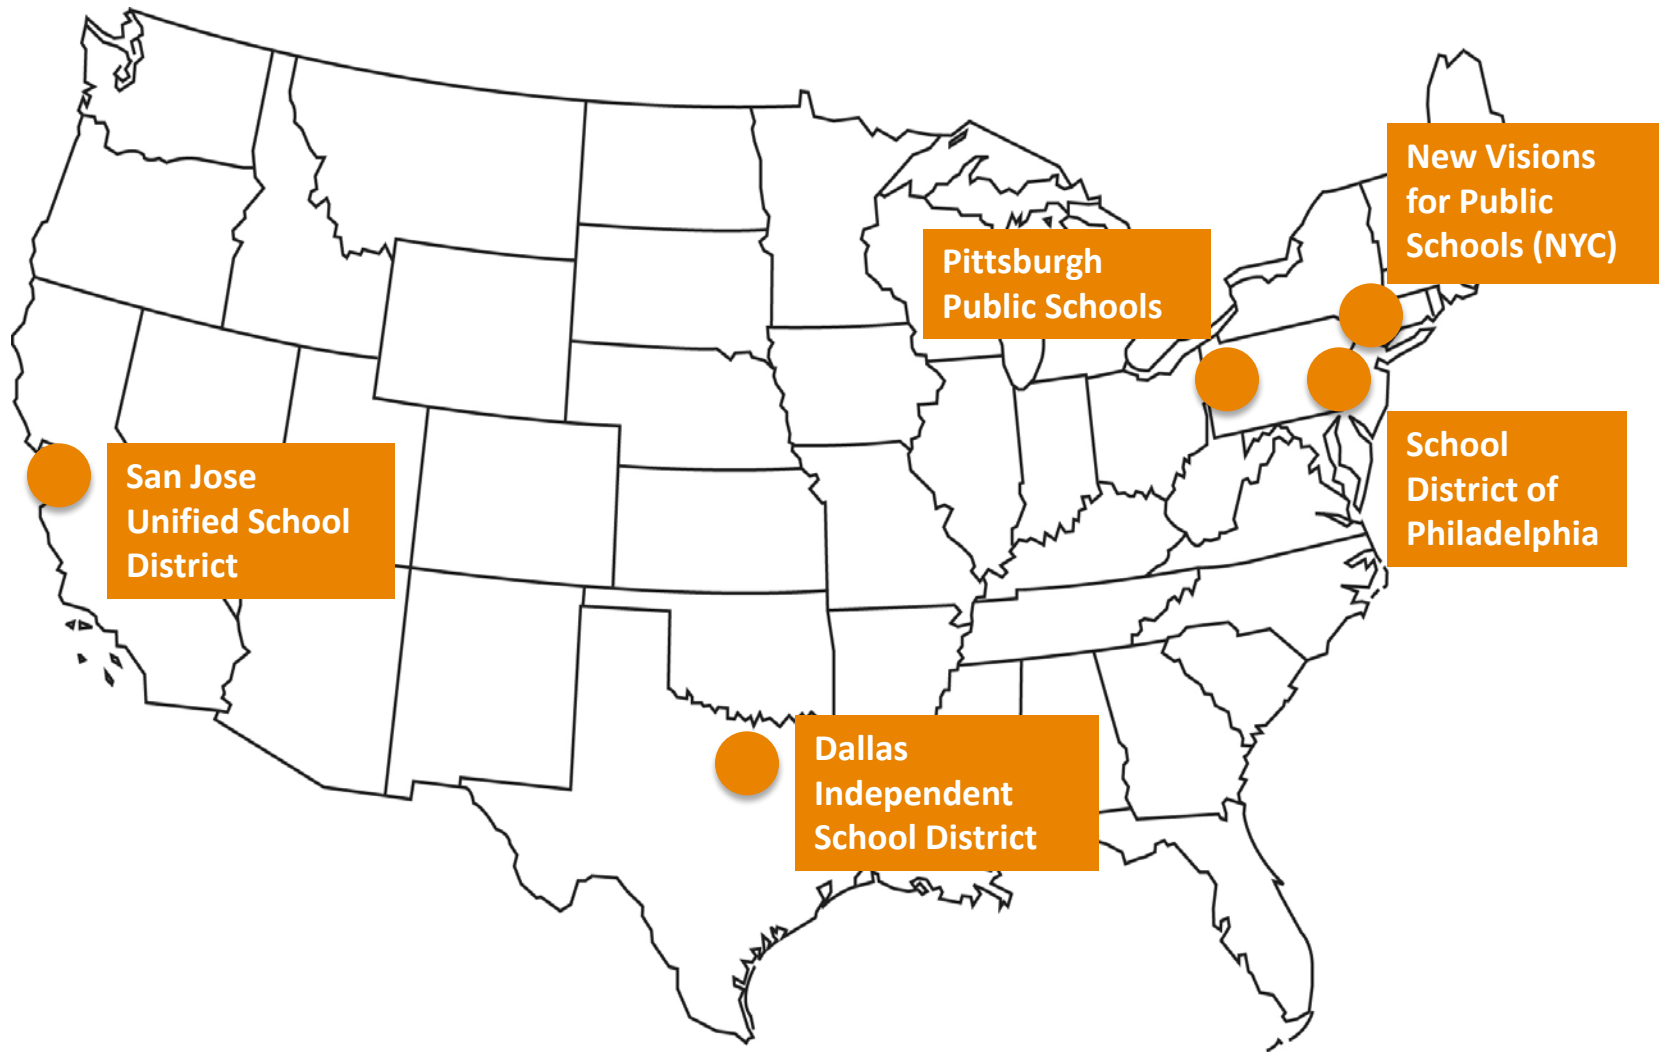 New Visions
for Public
Schools (NYC)
Pittsburgh
Public Schools
San Jose
Unified School
District
School
District of
Philadelphia
Dallas
Independent
School District